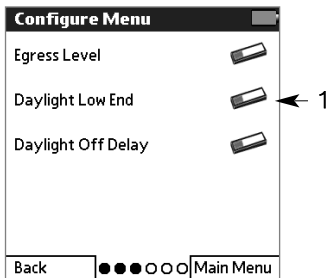 Configure Menu
Egress Level
Daylight Low End
1
Daylight Off Delay
Back
Main Menu